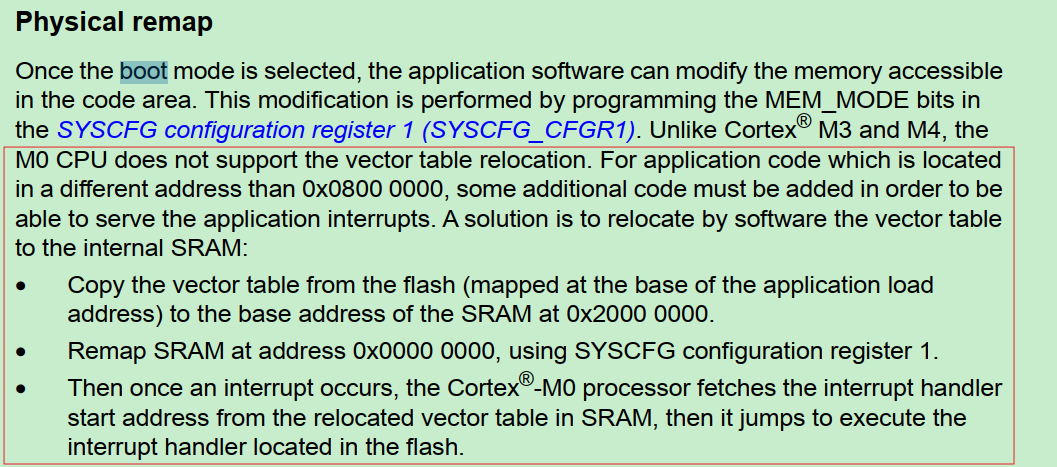 Physical remap
Once the boot mode is selected, the application software can modify the memory accessible
in the code area. This modification is performed by programming the MEM_MODE bits in
the SYSCFG configuration register 1 (SYSCFG_CFGR1). Unlike Cortex® M3 and M4, the
M0 CPU does not support the vector table relocation. For application code which is located
in a different address than 0x0800 0000, some additional code must be added in order to be
able to serve the application interrupts. A solution is to relocate by software the vector table
to the internal SRAM:
• Copy the vector table from the flash (mapped at the base of the application load
address) to the base address of the SRAM at 0x2000 0000.
• Remap SRAM at address 0x0000 0000, using SYSCFG configuration register 1.
• Then once an interrupt occurs, the Cortex®-M0 processor fetches the interrupt handler
start address from the relocated vector table in SRAM, then it jumps to execute the
interrupt handler located in the flash.